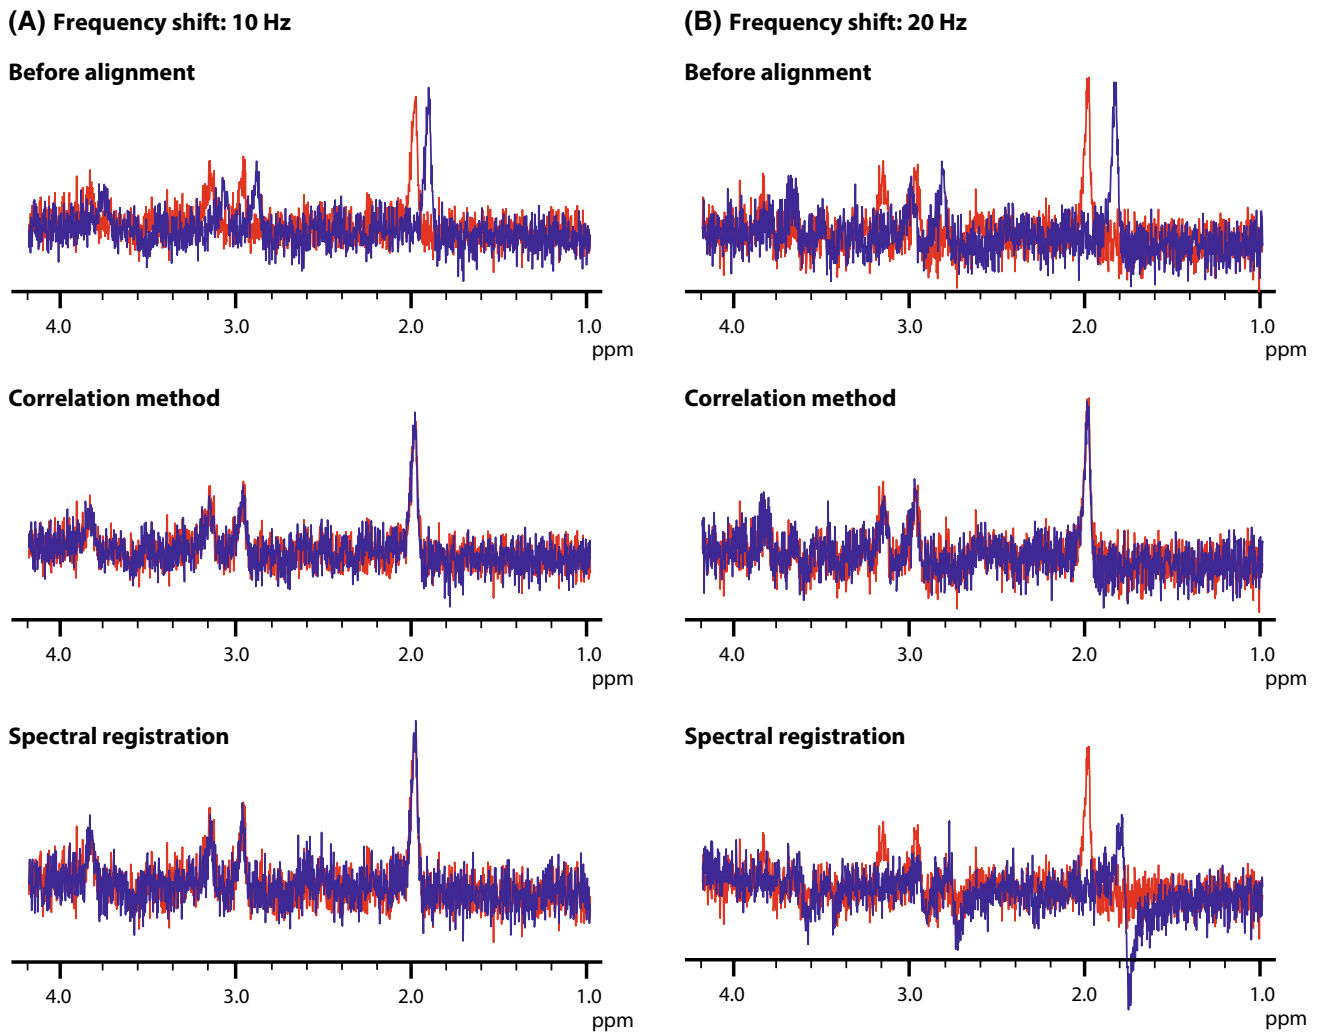 (A) Frequency shift: 10 Hz
Before alignment
4.0 3.0 2.0 1.0
ppm
Correlation method
4.0 3.0 2.0 1.0
ppm
Spectral registration
4.0 3.0 2.0 1.0
ppm
(B) Frequency shift: 20 Hz
Before alignment
4.0 3.0 2.0 1.0
ppm
Correlation method
4.0 3.0 2.0 1.0
ppm
Spectral registration
4.0 3.0 2.0 1.0
ppm